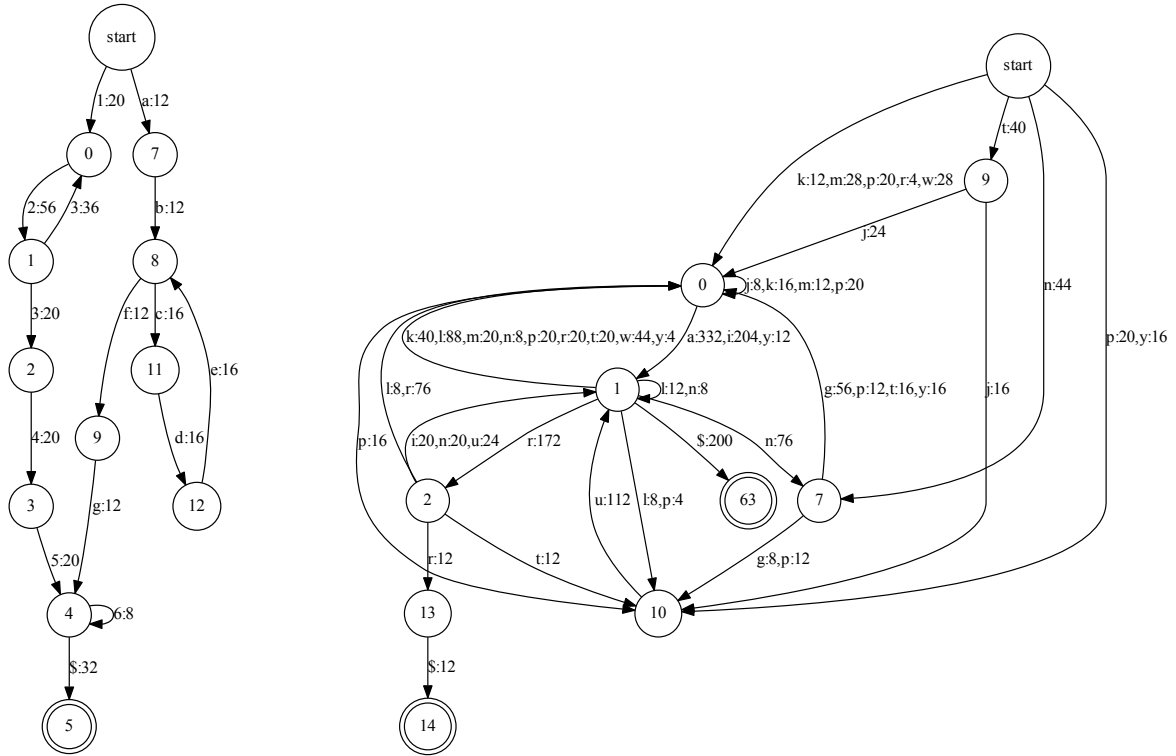 start
1:20
a:12
0
7
2:56
3:36
b:12
1
8
3:20
f:12
c:16
e:16
2
11
4:20
9
d:16
3
12
5:20
g:12
4
6:8
$:32
5
start
t:40
k:12,m:28,p:20,r:4,w:28
9
j:24
0
j:8,k:16,m:12,p:20
n:44
k:40,l:88,m:20,n:8,p:20,r:20,t:20,w:44,y:4
a:332,i:204,y:12
p:20,y:16
l:8,r:76
1
l:12,n:8
g:56,p:12,t:16,y:16
j:16
p:16
i:20,n:20,u:24
r:172
$:200
n:76
2
u:112
l:8,p:4
63
7
r:12
t:12
g:8,p:12
13
10
$:12
14